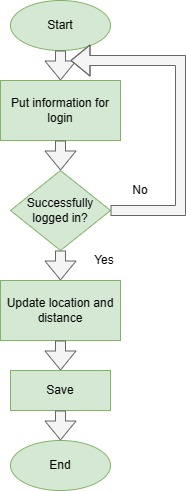 Start
Put information for
login
Successfully
logged in?
No
Yes
Update location and
distance
Save
End